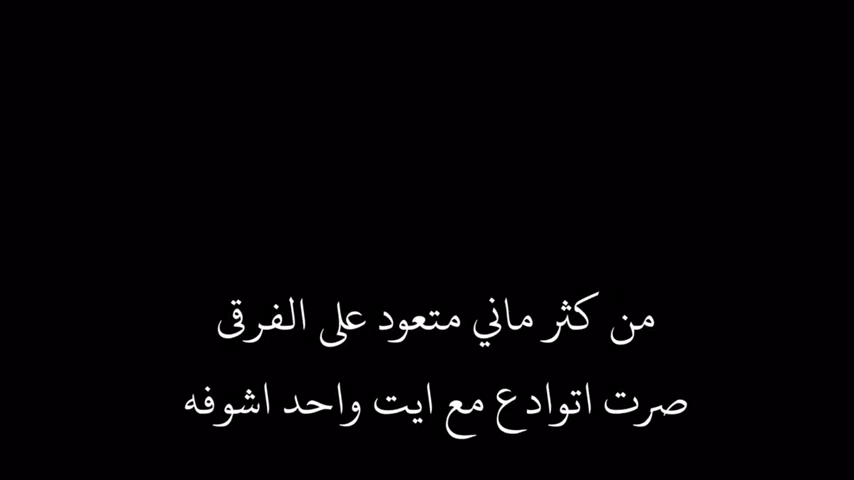 من كثر ماني متعود على الفرقى
صرت اتوادع مع ايت واحد اشوفه